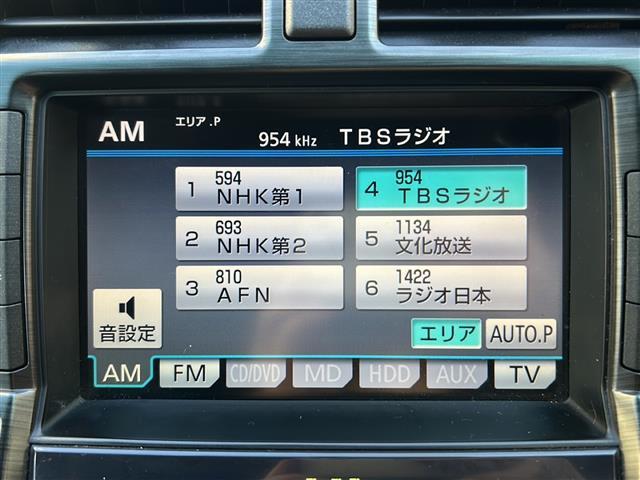 AM エリア.P 954 kHz TBSラジオ
1 594 NHK第1
4 954 TBSラジオ
2 693 NHK第2
5 1134 文化放送
3 810 AFN
6 1422 ラジオ日本
音設定
エリア AUTO.P
AM FM CD/DVD MD HDD AUX TV